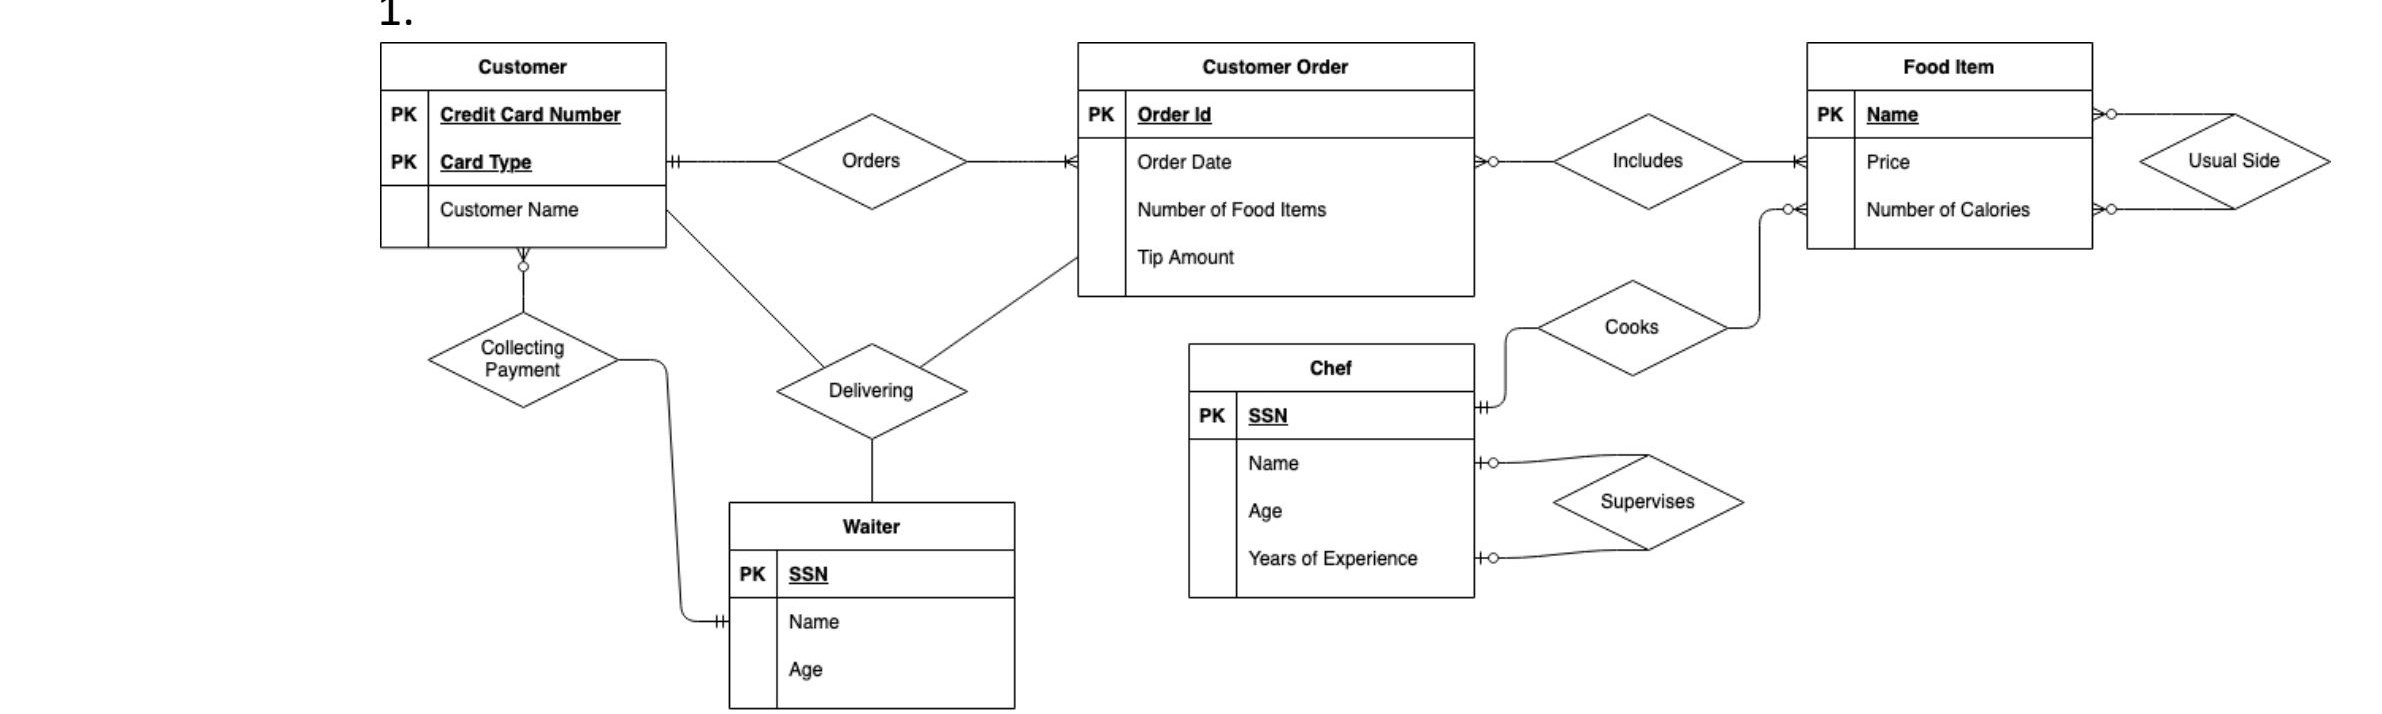 1.
Customer
PK Credit Card Number
PK Card Type
Customer Name
Orders
Customer Order
PK Order Id
Order Date
Number of Food Items
Tip Amount
Includes
Food Item
PK Name
Price
Number of Calories
Usual Side
Collecting
Payment
Delivering
Cooks
Chef
PK SSN
Name
Age
Years of Experience
Supervises
Waiter
PK SSN
Name
Age